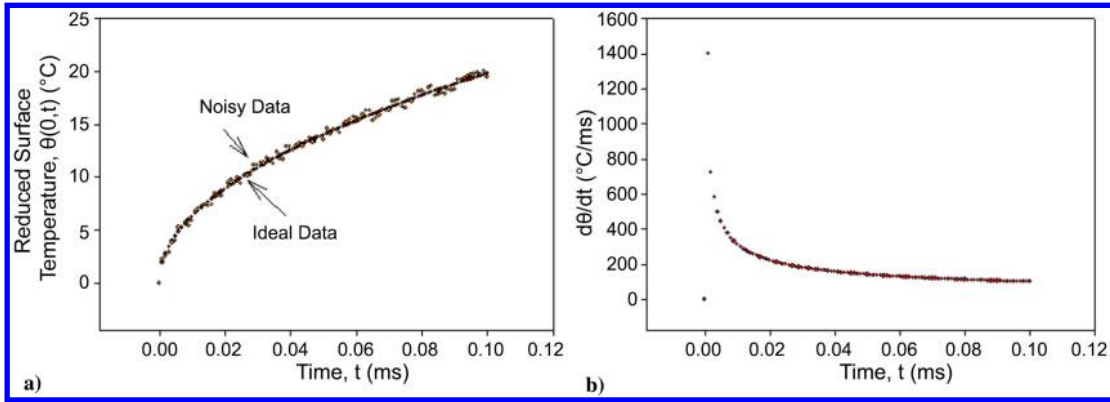 25
20
15
10
5
0
Reduced Surface
Temperature, θ(0,t) (°C)
Noisy Data
Ideal Data
0.00 0.02 0.04 0.06 0.08 0.10 0.12
Time, t (ms)
a)
1600
1400
1200
1000
800
600
400
200
0
dθ/dt (°C/ms)
0.00 0.02 0.04 0.06 0.08 0.10 0.12
Time, t (ms)
b)